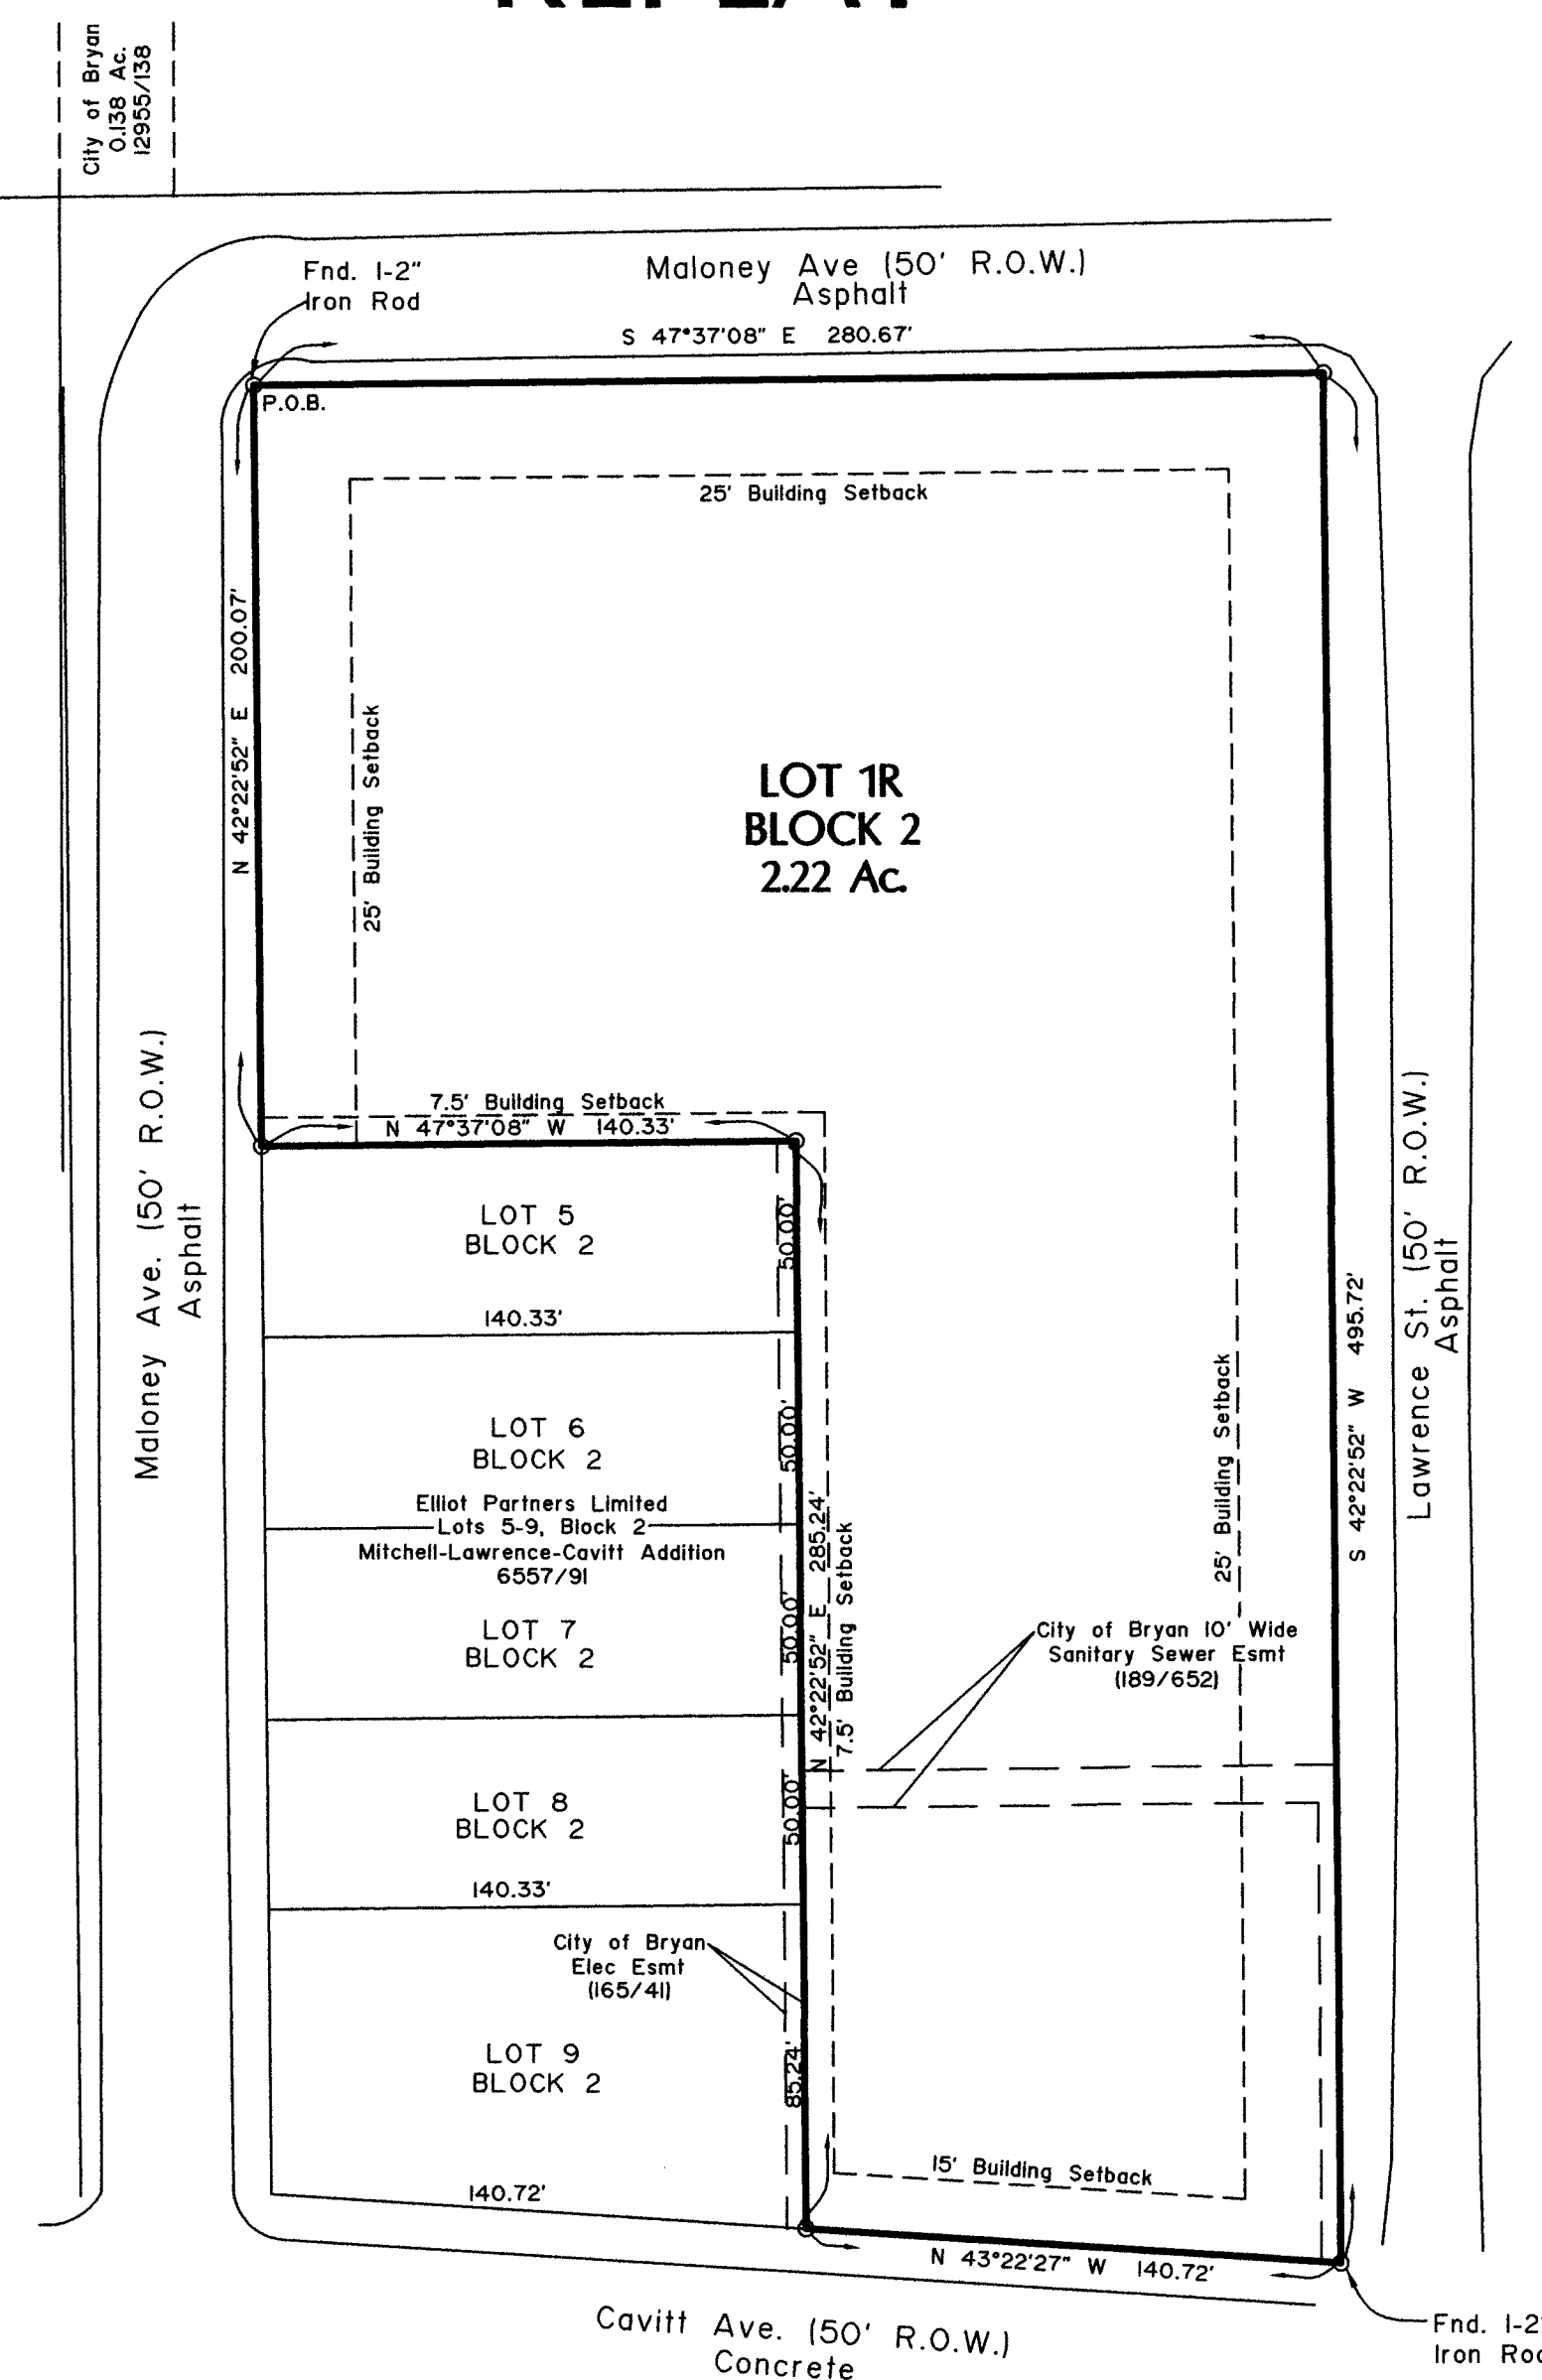 REPLAT
City of Bryan
0.138 Ac.
12955/138
Fnd. 1-2"
Iron Rod
Maloney Ave (50' R.O.W.)
Asphalt
S 47°37'08" E 280.67'
P.O.B.
25' Building Setback
N 42°22'52" E 200.07'
25' Building Setback
LOT 1R
BLOCK 2
2.22 Ac.
7.5' Building Setback
N 47°37'08" W 140.33'
Maloney Ave. (50' R.O.W.)
Asphalt
LOT 5
BLOCK 2
50.00'
140.33'
LOT 6
BLOCK 2
50.00'
Elliot Partners Limited
Lots 5-9, Block 2
Mitchell-Lawrence-Cavitt Addition
6557/91
LOT 7
BLOCK 2
50.00'
N 42°22'52" E 285.24'
7.5' Building Setback
25' Building Setback
S 42°22'52" W 495.72'
Lawrence St. (50' R.O.W.)
Asphalt
City of Bryan 10' Wide
Sanitary Sewer Esmt
(189/652)
LOT 8
BLOCK 2
50.00'
140.33'
City of Bryan
Elec Esmt
(165/41)
LOT 9
BLOCK 2
85.24'
140.72'
15' Building Setback
N 43°22'27" W 140.72'
Cavitt Ave. (50' R.O.W.)
Concrete
Fnd. 1-2"
Iron Rod